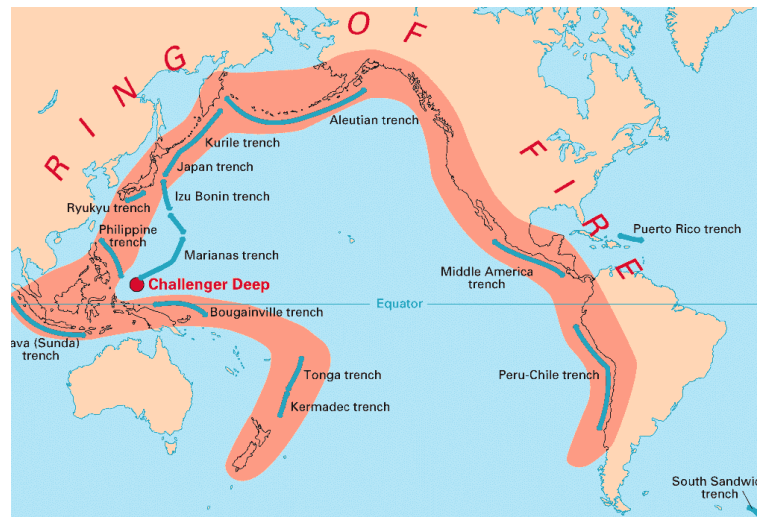 RING OF FIRE
Aleutian trench
Kurile trench
Japan trench
Izu Bonin trench
Ryukyu trench
Philippine
trench
Marianas trench
Challenger Deep
Equator
Bougainville trench
ava (Sunda)
trench
Tonga trench
Kermadec trench
Puerto Rico trench
Middle America
trench
Peru-Chile trench
South Sandwic
trench